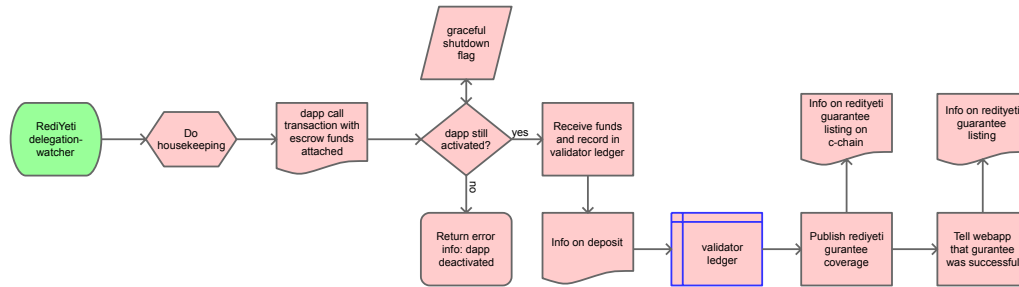 RediYeti
delegation-
watcher
Do
housekeeping
dapp call
transaction with
escrow funds
attached
graceful
shutdown
flag
dapp still
activated?
yes
no
Return error
info: dapp
deactivated
Receive funds
and record in
validator ledger
Info on deposit
validator
ledger
Publish rediyeti
gurantee
coverage
Info on redityeti
guarantee
listing on
c-chain
Tell webapp
that gurantee
was successful
Info on redityeti
guarantee
listing